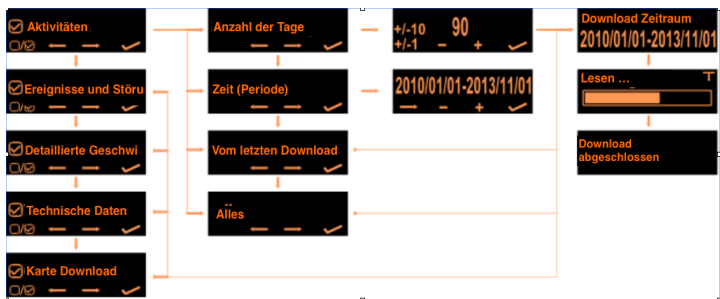 Aktivitäten
Ereignisse und Störu
Detaillierte Geschwi
Technische Daten
Karte Download
Anzahl der Tage
Zeit (Periode)
Vom letzten Download
Alles
+/-10 90
+/-1 − +
2010/01/01-2013/11/01
− +
Download Zeitraum
2010/01/01-2013/11/01
Lesen ...
Download
abgeschlossen